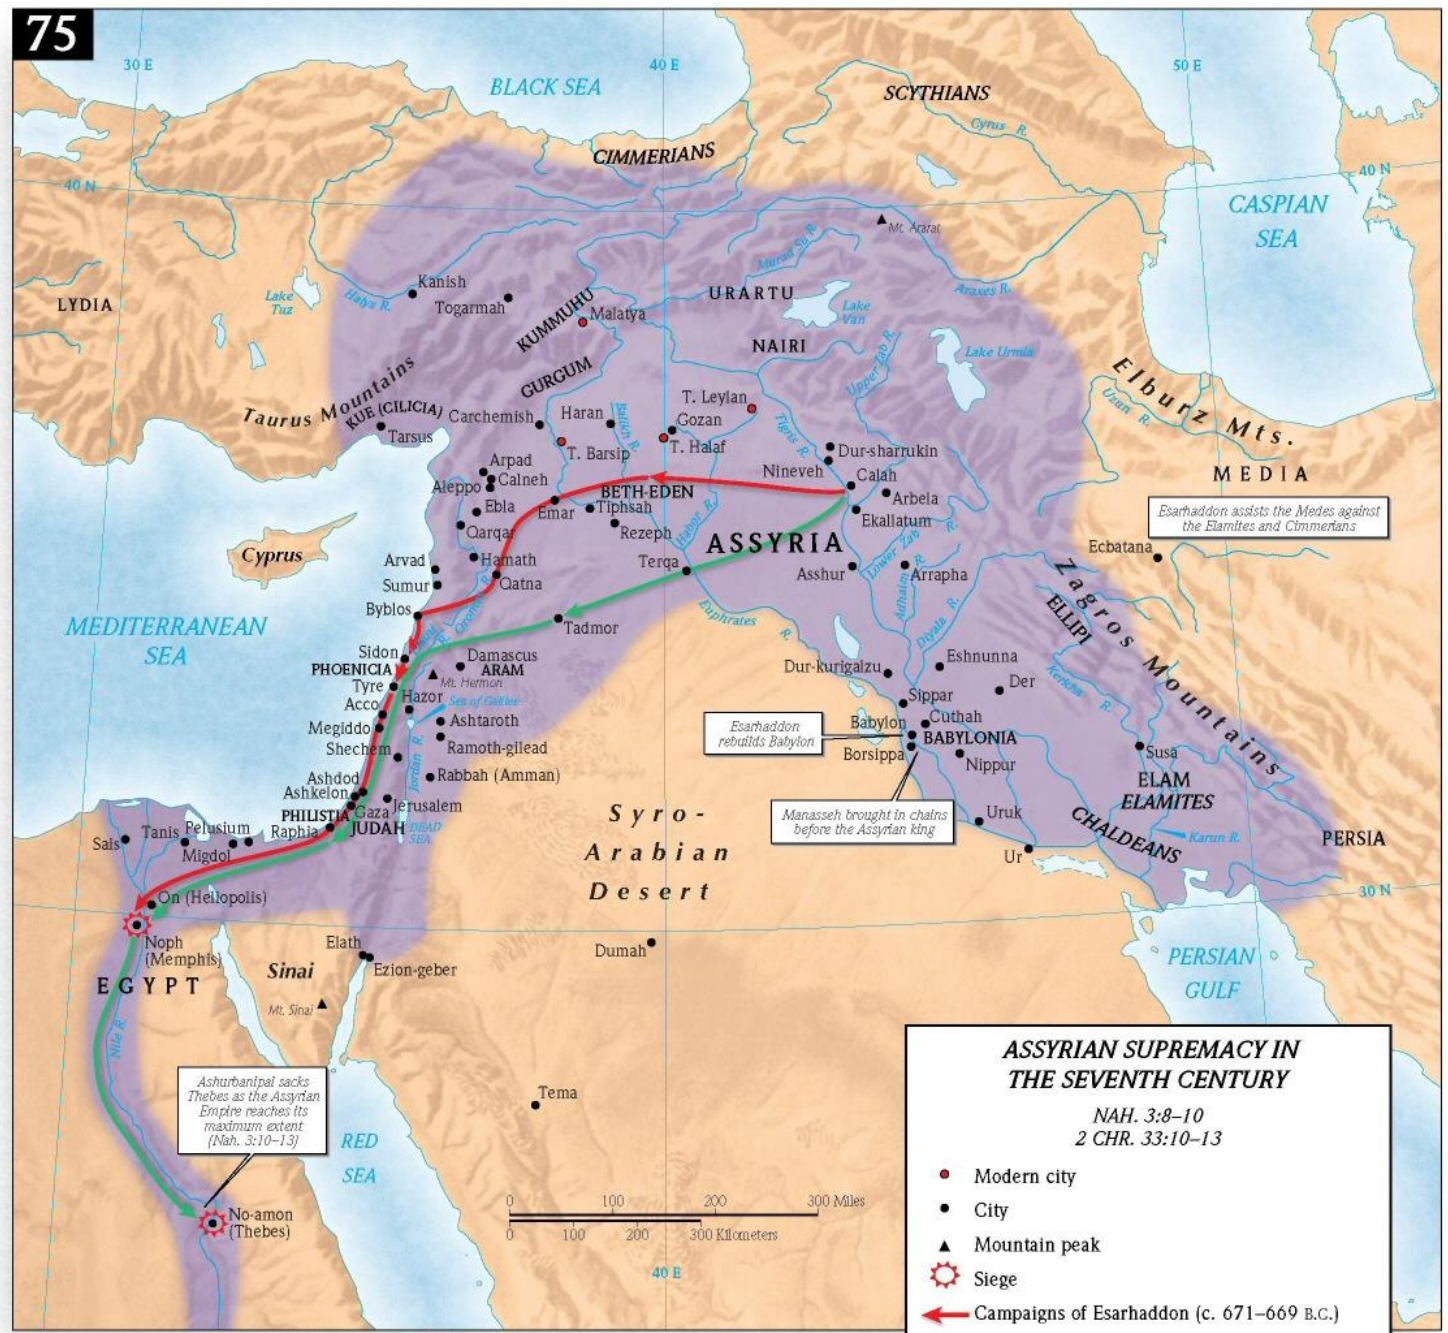 75
30 E
40 E
50 E
BLACK SEA
SCYTHIANS
Cyrus R.
CIMMERIANS
40 N
40 N
CASPIAN
SEA
Mt. Ararat
Murad Su R.
Araxes R.
LYDIA
Lake
Tuz
Halys R.
Kanish
Togarmah
KUMMUHU
Malatya
URARTU
Lake
Van
NAIRI
Upper Zab R.
Lake Urmia
Elburz Mts.
Uzun R.
MEDIA
GURGUM
Taurus Mountains
KUE (CILICIA)
Tarsus
Carchemish
Haran
Balikh R.
T. Leylan
Gozan
T. Halaf
T. Barsip
Tigris R.
Dur-sharrukin
Nineveh
Calah
Arbela
Ekallatum
Arpad
Calneh
Aleppo
Ebla
Qarqar
Emar
BETH-EDEN
Tiphsah
Rezeph
Habor R.
ASSYRIA
Lower Zab R.
Esarhaddon assists the Medes against
the Elamites and Cimmerians
Ecbatana
Cyprus
Arvad
Hamath
Sumur
Qatna
Orontes R.
Terqa
Asshur
Arrapha
Adhaim R.
Diyala R.
Zagros Mountains
ELLIPI
Kercha R.
Byblos
Tadmor
Euphrates R.
MEDITERRANEAN
SEA
Sidon
PHOENICIA
Damascus
ARAM
Mt. Hermon
Tyre
Hazor
Sea of Galilee
Acco
Ashtaroth
Megiddo
Ramoth-gilead
Shechem
Jordan R.
Rabbah (Amman)
Dur-kurigalzu
Eshnunna
Der
Sippar
Cuthah
Babylon
BABYLONIA
Borsippa
Nippur
Susa
ELAM
ELAMITES
Esarhaddon
rebuilds Babylon
Manasseh brought in chains
before the Assyrian king
Uruk
Ur
CHALDEANS
Karun R.
PERSIA
30 N
Ashdod
Ashkelon
Gaza
Jerusalem
PHILISTIA
JUDAH
DEAD
SEA
Raphia
Sais
Tanis
Pelusium
Migdol
On (Heliopolis)
Noph
(Memphis)
EGYPT
Nile R.
Sinai
Mt. Sinai
Elath
Ezion-geber
Syro-
Arabian
Desert
Dumah
Tema
PERSIAN
GULF
Ashurbanipal sacks
Thebes as the Assyrian
Empire reaches its
maximum extent
(Nah. 3:10–13)
No-amon
(Thebes)
RED
SEA
0 100 200 300 Miles
0 100 200 300 Kilometers
40 E
ASSYRIAN SUPREMACY IN
THE SEVENTH CENTURY
NAH. 3:8–10
2 CHR. 33:10–13
Modern city
City
Mountain peak
Siege
Campaigns of Esarhaddon (c. 671–669 B.C.)